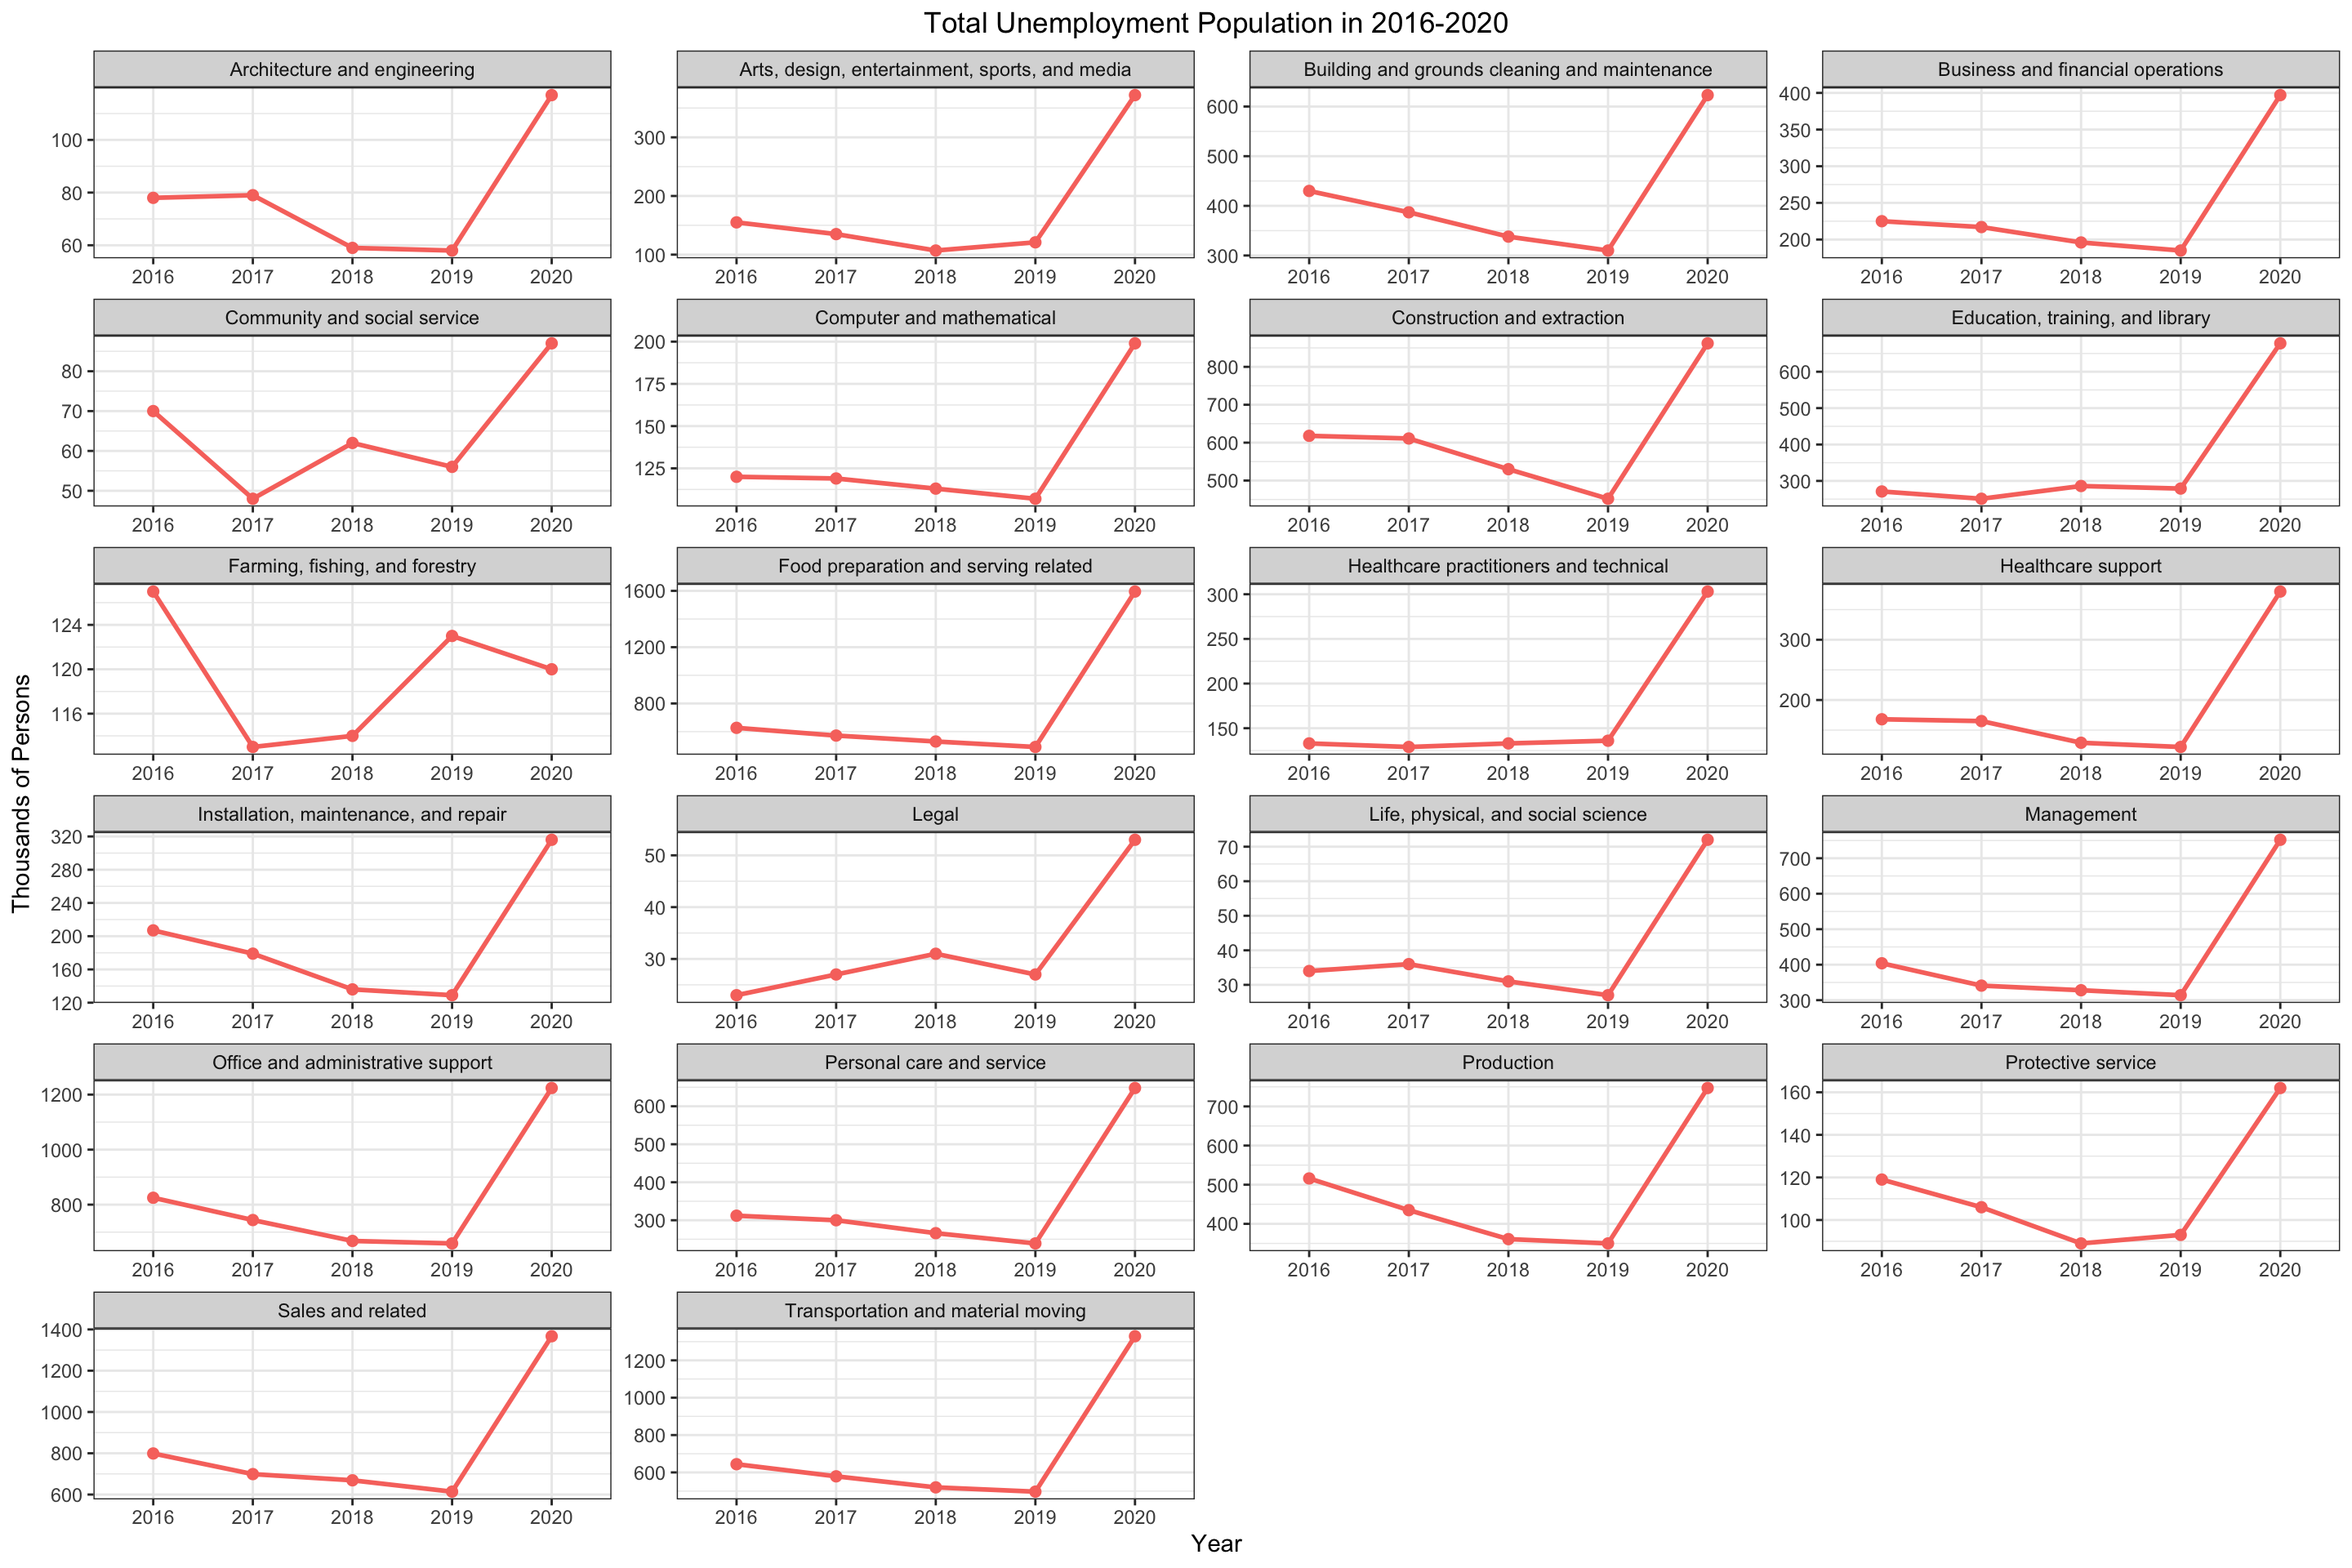 Total Unemployment Population in 2016-2020
Architecture and engineering
100
80
60
2016 2017 2018 2019 2020
Arts, design, entertainment, sports, and media
300
200
100
2016 2017 2018 2019 2020
Building and grounds cleaning and maintenance
600
500
400
300
2016 2017 2018 2019 2020
Business and financial operations
400
350
300
250
200
2016 2017 2018 2019 2020
Community and social service
80
70
60
50
2016 2017 2018 2019 2020
Computer and mathematical
200
175
150
125
2016 2017 2018 2019 2020
Construction and extraction
800
700
600
500
2016 2017 2018 2019 2020
Education, training, and library
600
500
400
300
2016 2017 2018 2019 2020
Farming, fishing, and forestry
124
120
116
2016 2017 2018 2019 2020
Food preparation and serving related
1600
1200
800
2016 2017 2018 2019 2020
Healthcare practitioners and technical
300
250
200
150
2016 2017 2018 2019 2020
Healthcare support
300
200
2016 2017 2018 2019 2020
Installation, maintenance, and repair
320
280
240
200
160
120
2016 2017 2018 2019 2020
Legal
50
40
30
2016 2017 2018 2019 2020
Life, physical, and social science
70
60
50
40
30
2016 2017 2018 2019 2020
Management
700
600
500
400
300
2016 2017 2018 2019 2020
Office and administrative support
1200
1000
800
2016 2017 2018 2019 2020
Personal care and service
600
500
400
300
2016 2017 2018 2019 2020
Production
700
600
500
400
2016 2017 2018 2019 2020
Protective service
160
140
120
100
2016 2017 2018 2019 2020
Sales and related
1400
1200
1000
800
600
2016 2017 2018 2019 2020
Transportation and material moving
1200
1000
800
600
2016 2017 2018 2019 2020
Thousands of Persons
Year